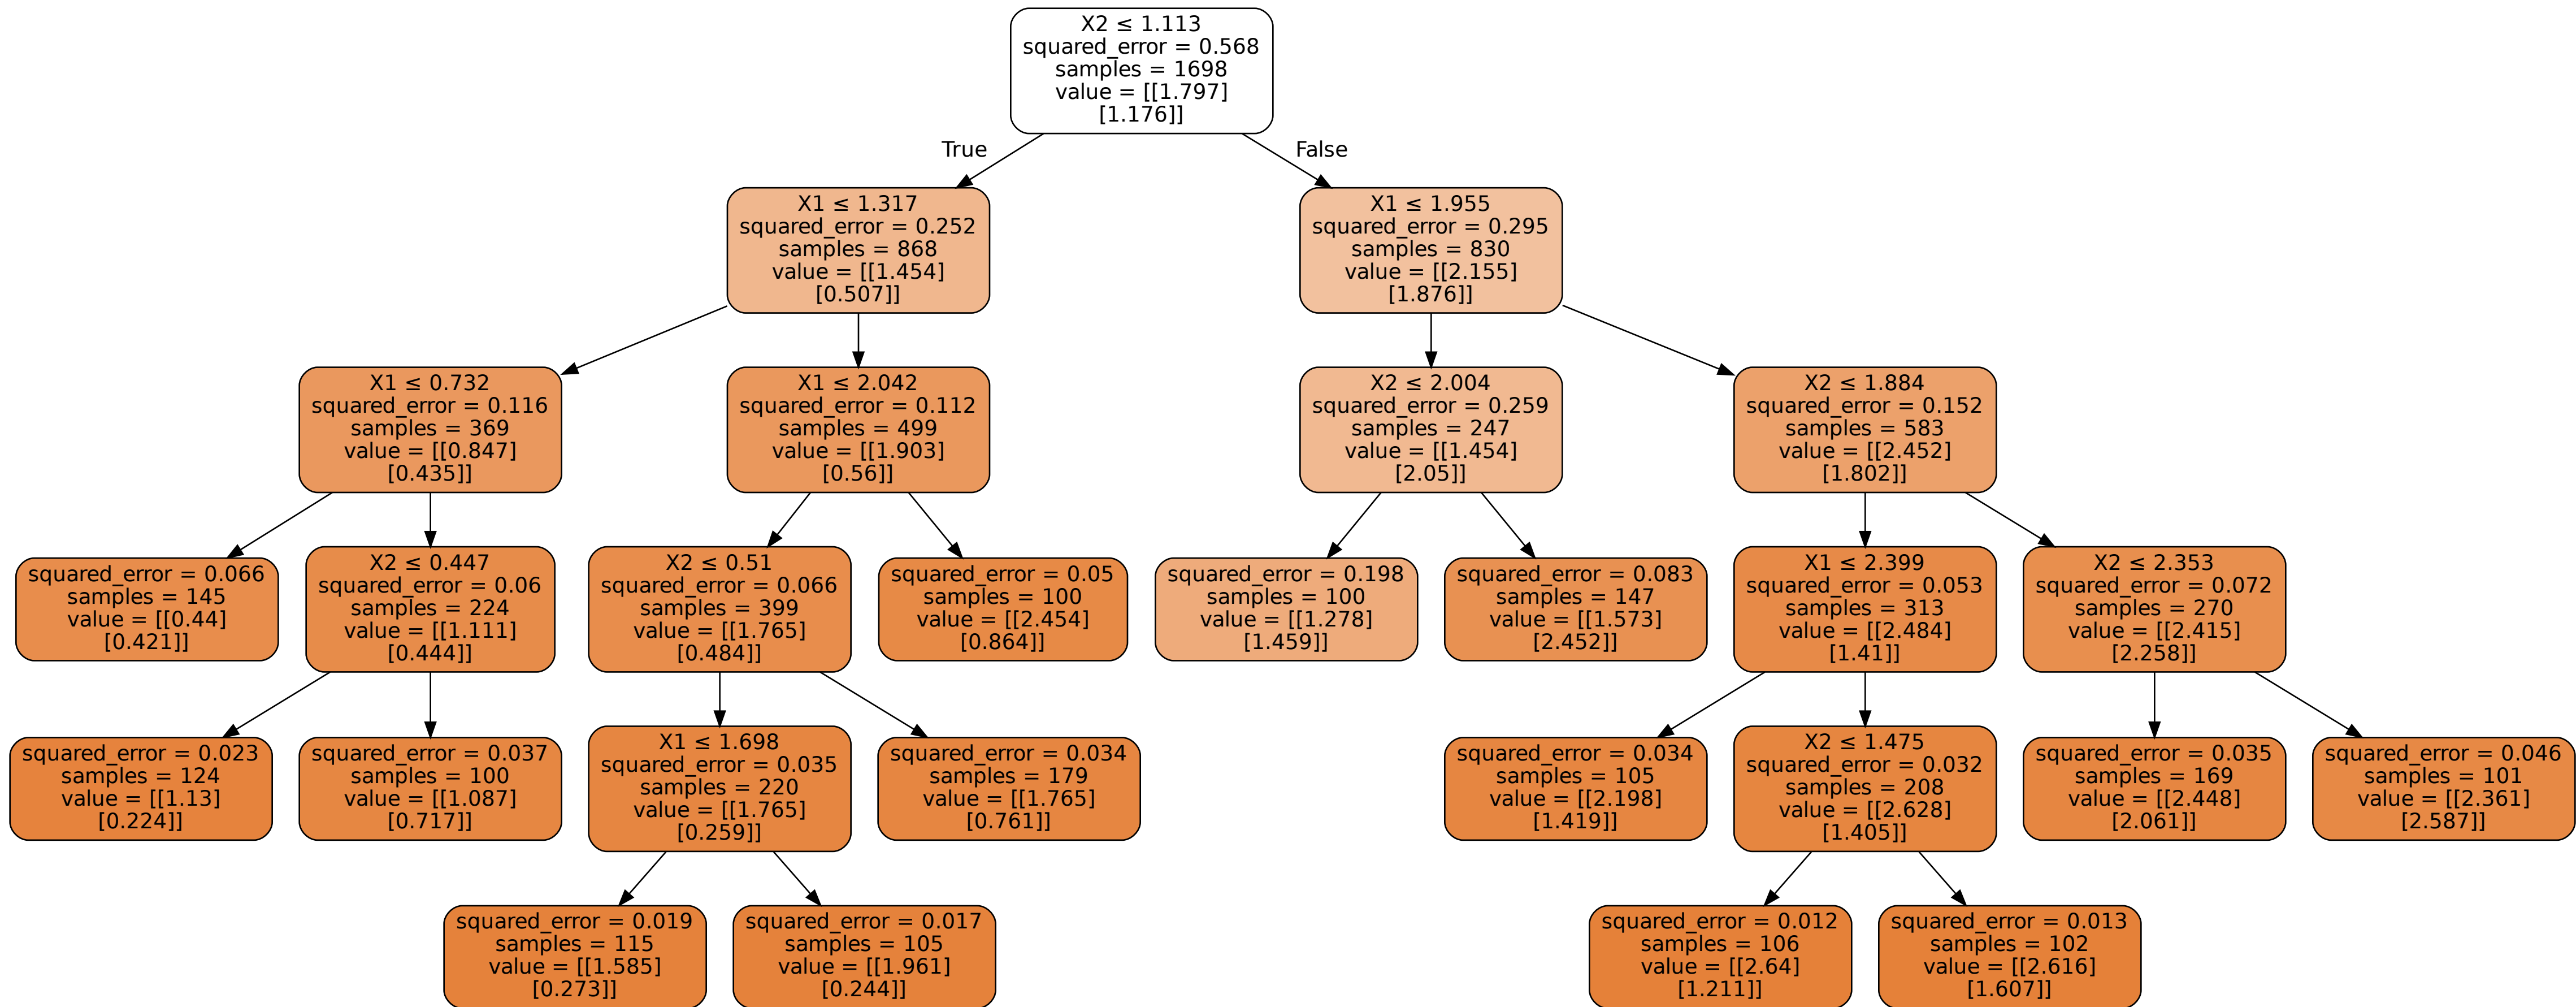 X2 ≤ 1.113
squared_error = 0.568
samples = 1698
value = [[1.797]
[1.176]]
True
False
X1 ≤ 1.317
squared_error = 0.252
samples = 868
value = [[1.454]
[0.507]]
X1 ≤ 1.955
squared_error = 0.295
samples = 830
value = [[2.155]
[1.876]]
X1 ≤ 0.732
squared_error = 0.116
samples = 369
value = [[0.847]
[0.435]]
X1 ≤ 2.042
squared_error = 0.112
samples = 499
value = [[1.903]
[0.56]]
X2 ≤ 2.004
squared_error = 0.259
samples = 247
value = [[1.454]
[2.05]]
X2 ≤ 1.884
squared_error = 0.152
samples = 583
value = [[2.452]
[1.802]]
squared_error = 0.066
samples = 145
value = [[0.44]
[0.421]]
X2 ≤ 0.447
squared_error = 0.06
samples = 224
value = [[1.111]
[0.444]]
X2 ≤ 0.51
squared_error = 0.066
samples = 399
value = [[1.765]
[0.484]]
squared_error = 0.05
samples = 100
value = [[2.454]
[0.864]]
squared_error = 0.198
samples = 100
value = [[1.278]
[1.459]]
squared_error = 0.083
samples = 147
value = [[1.573]
[2.452]]
X1 ≤ 2.399
squared_error = 0.053
samples = 313
value = [[2.484]
[1.41]]
X2 ≤ 2.353
squared_error = 0.072
samples = 270
value = [[2.415]
[2.258]]
squared_error = 0.023
samples = 124
value = [[1.13]
[0.224]]
squared_error = 0.037
samples = 100
value = [[1.087]
[0.717]]
X1 ≤ 1.698
squared_error = 0.035
samples = 220
value = [[1.765]
[0.259]]
squared_error = 0.034
samples = 179
value = [[1.765]
[0.761]]
squared_error = 0.034
samples = 105
value = [[2.198]
[1.419]]
X2 ≤ 1.475
squared_error = 0.032
samples = 208
value = [[2.628]
[1.405]]
squared_error = 0.035
samples = 169
value = [[2.448]
[2.061]]
squared_error = 0.046
samples = 101
value = [[2.361]
[2.587]]
squared_error = 0.019
samples = 115
value = [[1.585]
[0.273]]
squared_error = 0.017
samples = 105
value = [[1.961]
[0.244]]
squared_error = 0.012
samples = 106
value = [[2.64]
[1.211]]
squared_error = 0.013
samples = 102
value = [[2.616]
[1.607]]